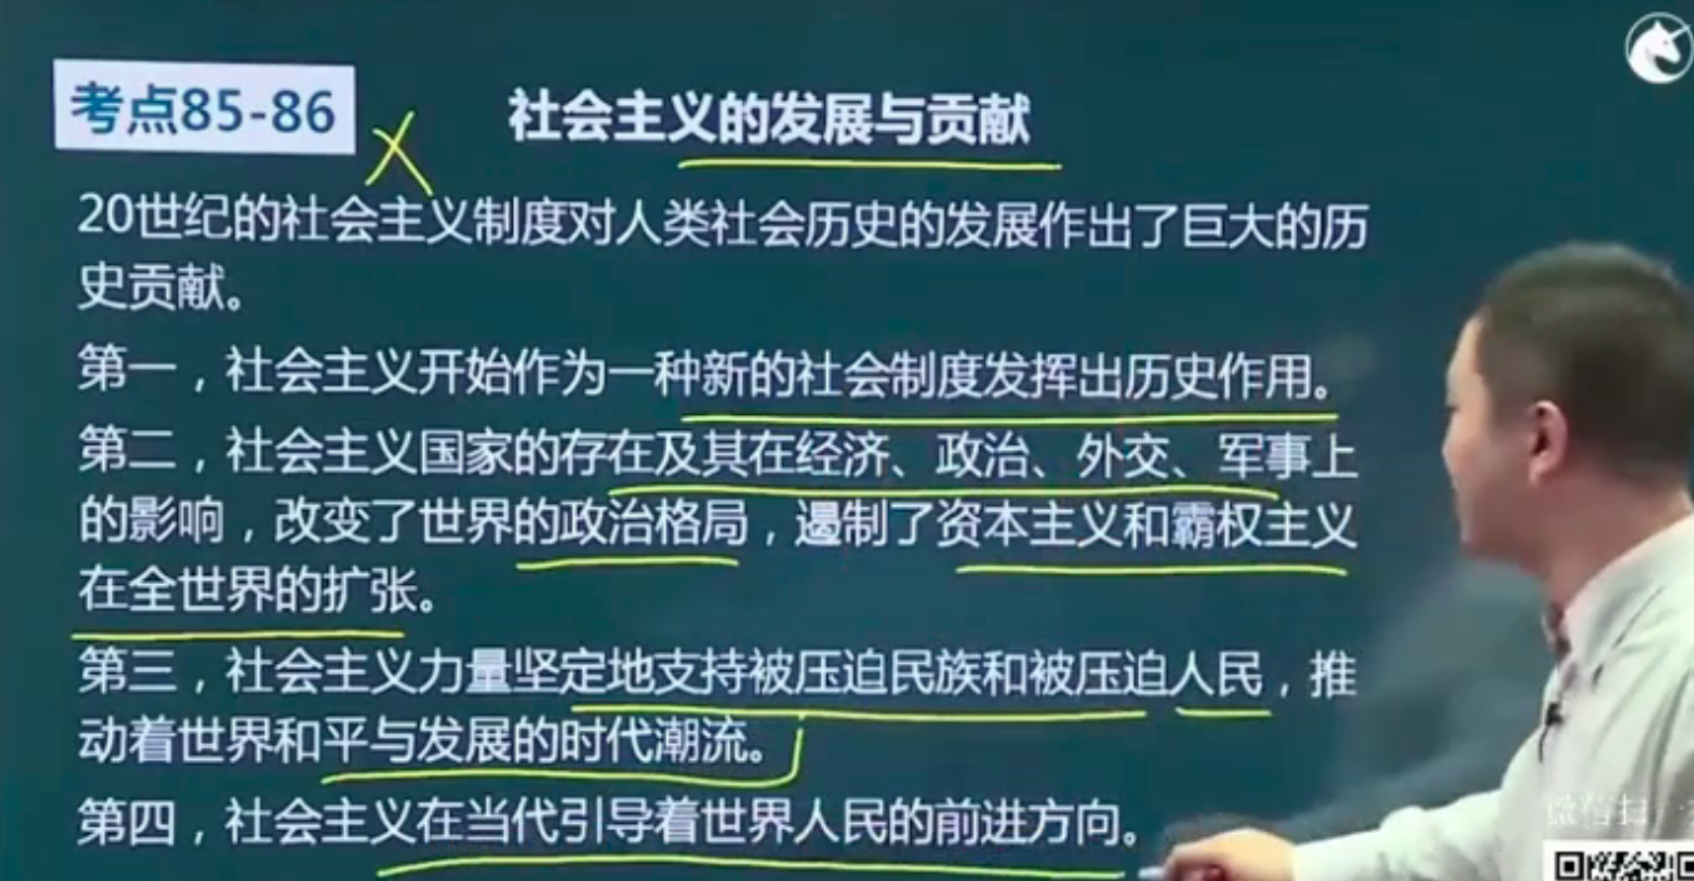 考点85-86
社会主义的发展与贡献
20世纪的社会主义制度对人类社会历史的发展作出了巨大的历
史贡献。
第一，社会主义开始作为一种新的社会制度发挥出历史作用。
第二，社会主义国家的存在及其在经济、政治、外交、军事上
的影响，改变了世界的政治格局，遏制了资本主义和霸权主义
在全世界的扩张。
第三，社会主义力量坚定地支持被压迫民族和被压迫人民，推
动着世界和平与发展的时代潮流。
第四，社会主义在当代引导着世界人民的前进方向。
微信扫一